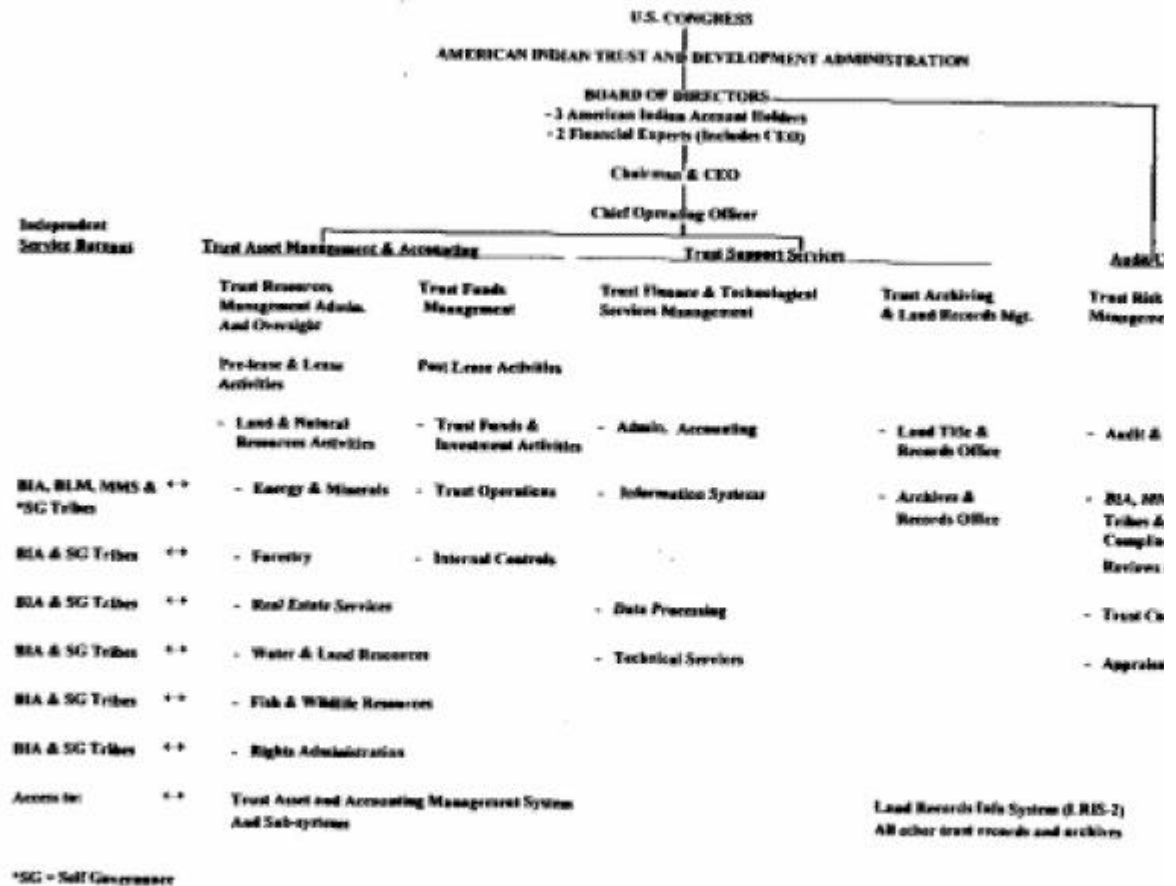 U.S. CONGRESS
AMERICAN INDIAN TRUST AND DEVELOPMENT ADMINISTRATION
BOARD OF DIRECTORS
- 3 American Indian Account Holders
- 2 Financial Experts (Includes CEO)
Chairman & CEO
Chief Operating Officer
Independent
Service Bureaus
Trust Asset Management & Accounting
Trust Support Services
Trust Resources
Management Admin.
And Oversight
Trust Funds
Management
Trust Finance & Technological
Services Management
Trust Archiving
& Land Records Mgt.
Trust Risk
Pre-lease & Lease
Activities
Post Lease Activities
- Land & Natural
Resources Activities
- Trust Funds &
Investment Activities
- Admin. Accounting
- Land Title &
Records Office
- Audit &
BIA, BLM, MMS & ↔
*SG Tribes
- Energy & Minerals
- Trust Operations
- Information Systems
- Archives &
Records Office
- BIA,
Tribes &
Reviews
BIA & SG Tribes ↔ - Forestry
- Internal Controls
BIA & SG Tribes ↔ - Real Estate Services
- Data Processing
- Trust
BIA & SG Tribes ↔ - Water & Land Resources
- Technical Services
BIA & SG Tribes ↔ - Fish & Wildlife Resources
BIA & SG Tribes ↔ - Rights Administration
Access to: ↔ Trust Asset and Accounting Management System
And Sub-systems
Land Records Info System (LRIS-2)
All other trust records and archives
*SG = Self Governance